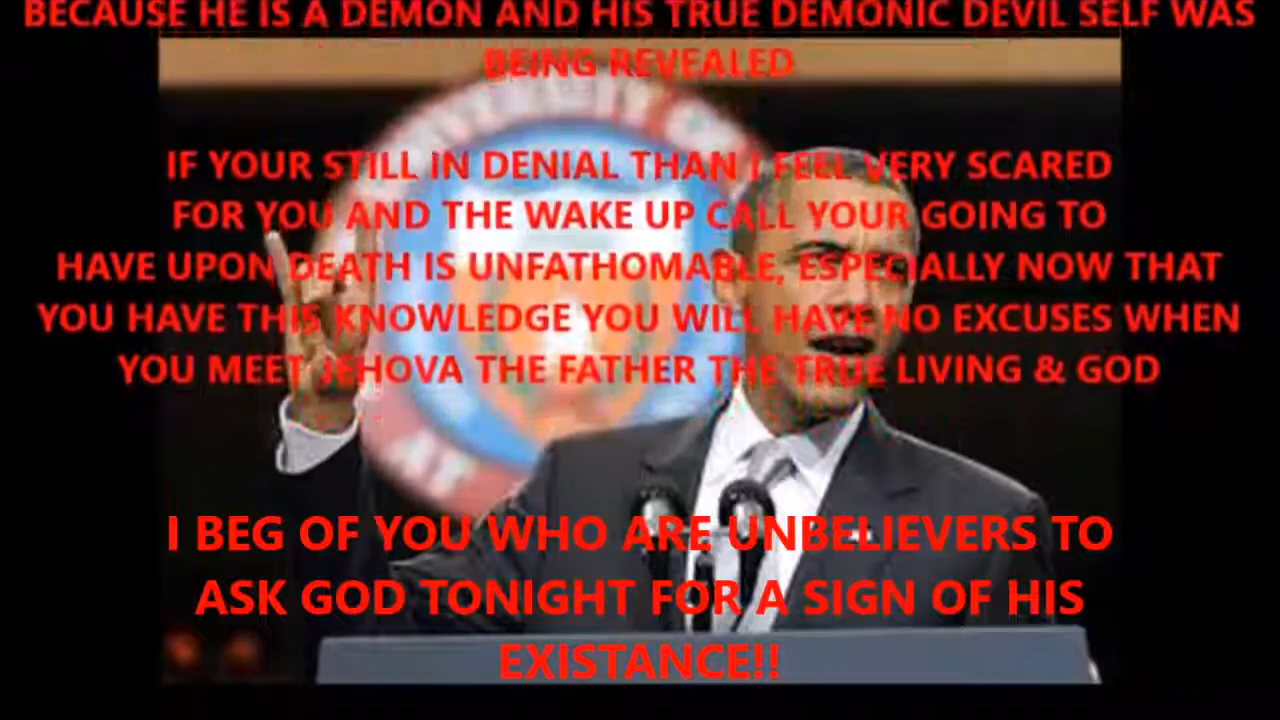 BECAUSE HE IS A DEMON AND HIS TRUE DEMONIC DEVIL SELF WAS
BEING REVEALED
IF YOUR STILL IN DENIAL THAN I FEEL VERY SCARED
FOR YOU AND THE WAKE UP CALL YOUR GOING TO
HAVE UPON DEATH IS UNFATHOMABLE, ESPECIALLY NOW THAT
YOU HAVE THIS KNOWLEDGE YOU WILL HAVE NO EXCUSES WHEN
YOU MEET JEHOVA THE FATHER THE TRUE LIVING & GOD
I BEG OF YOU WHO ARE UNBELIEVERS TO
ASK GOD TONIGHT FOR A SIGN OF HIS
EXISTANCE!!